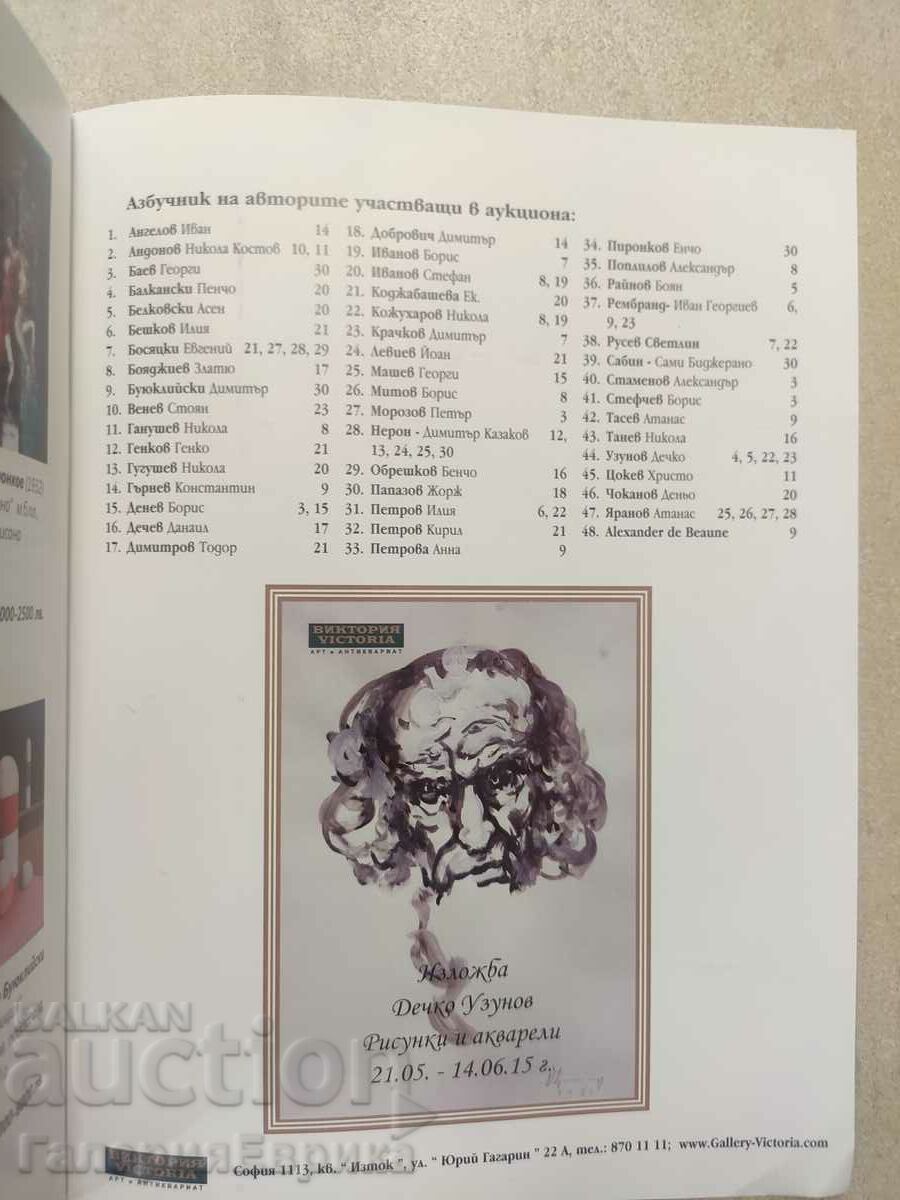 Азбучник на авторите участващи в аукциона:
1. Ангелов Иван 14
2. Андонов Никола Костов 10, 11
3. Баев Георги 30
4. Балкански Пенчо 20
5. Белковски Асен 20
6. Бешков Илия 21
7. Босяцки Евгений 21, 27, 28, 29
8. Бояджиев Златю 17
9. Буюклийски Димитър 30
10. Венев Стоян 23
11. Ганушев Никола 8
12. Генков Генко 21
13. Гугушев Никола 20
14. Гърнев Константин 9
15. Денев Борис 3, 15
16. Дечев Данаил 17
17. Димитров Тодор 21
18. Добрович Димитър 14
19. Иванов Борис 7
20. Иванов Стефан 8, 19
21. Коджабашева Ек. 20
22. Кожухаров Никола 8, 19
23. Крачков Димитър 7
24. Левиев Йоан 21
25. Машев Георги 15
26. Митов Борис 8
27. Морозов Петър 3
28. Нерон - Димитър Казаков 12,
13, 24, 25, 30
29. Обрешков Бенчо 16
30. Папазов Жорж 18
31. Петров Илия 6, 22
32. Петров Кирил 21
33. Петрова Анна 9
34. Пиронков Енчо 30
35. Поплилов Александър 8
36. Райнов Боян 5
37. Рембранд- Иван Георгиев 6,
9, 23
38. Русев Светлин 7, 22
39. Сабин - Сами Биджерано 30
40. Стаменов Александър 3
41. Стефчев Борис 3
42. Тасев Атанас 9
43. Танев Никола 16
44. Узунов Дечко 4, 5, 22, 23
45. Цокев Христо 11
46. Чоканов Деньо 20
47. Яранов Атанас 25, 26, 27, 28
48. Alexander de Beaune 9
(1932)
000-2500 лв.
Буюклийски
ВИКТОРИЯ
VICTORIA
АРТ и АНТИКВАРИАТ
Изложба
Дечко Узунов
Рисунки и акварели
21.05. - 14.06.15 г.
BALKAN
auction
ГалерияЕврика
ВИКТОРИЯ
VICTORIA
АРТ и АНТИКВАРИАТ
София 1113, кв. “ Изток ”, ул. “ Юрий Гагарин ” 22 А, тел.: 870 11 11; www.Gallery-Victoria.com